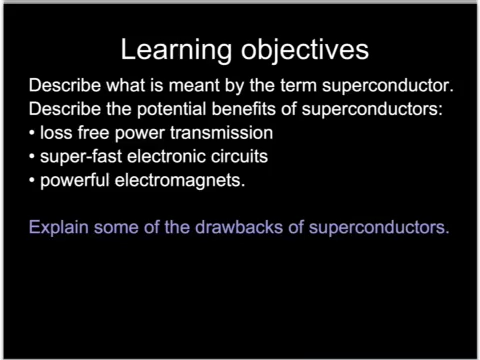 Learning objectives
Describe what is meant by the term superconductor.
Describe the potential benefits of superconductors:
• loss free power transmission
• super-fast electronic circuits
• powerful electromagnets.
Explain some of the drawbacks of superconductors.